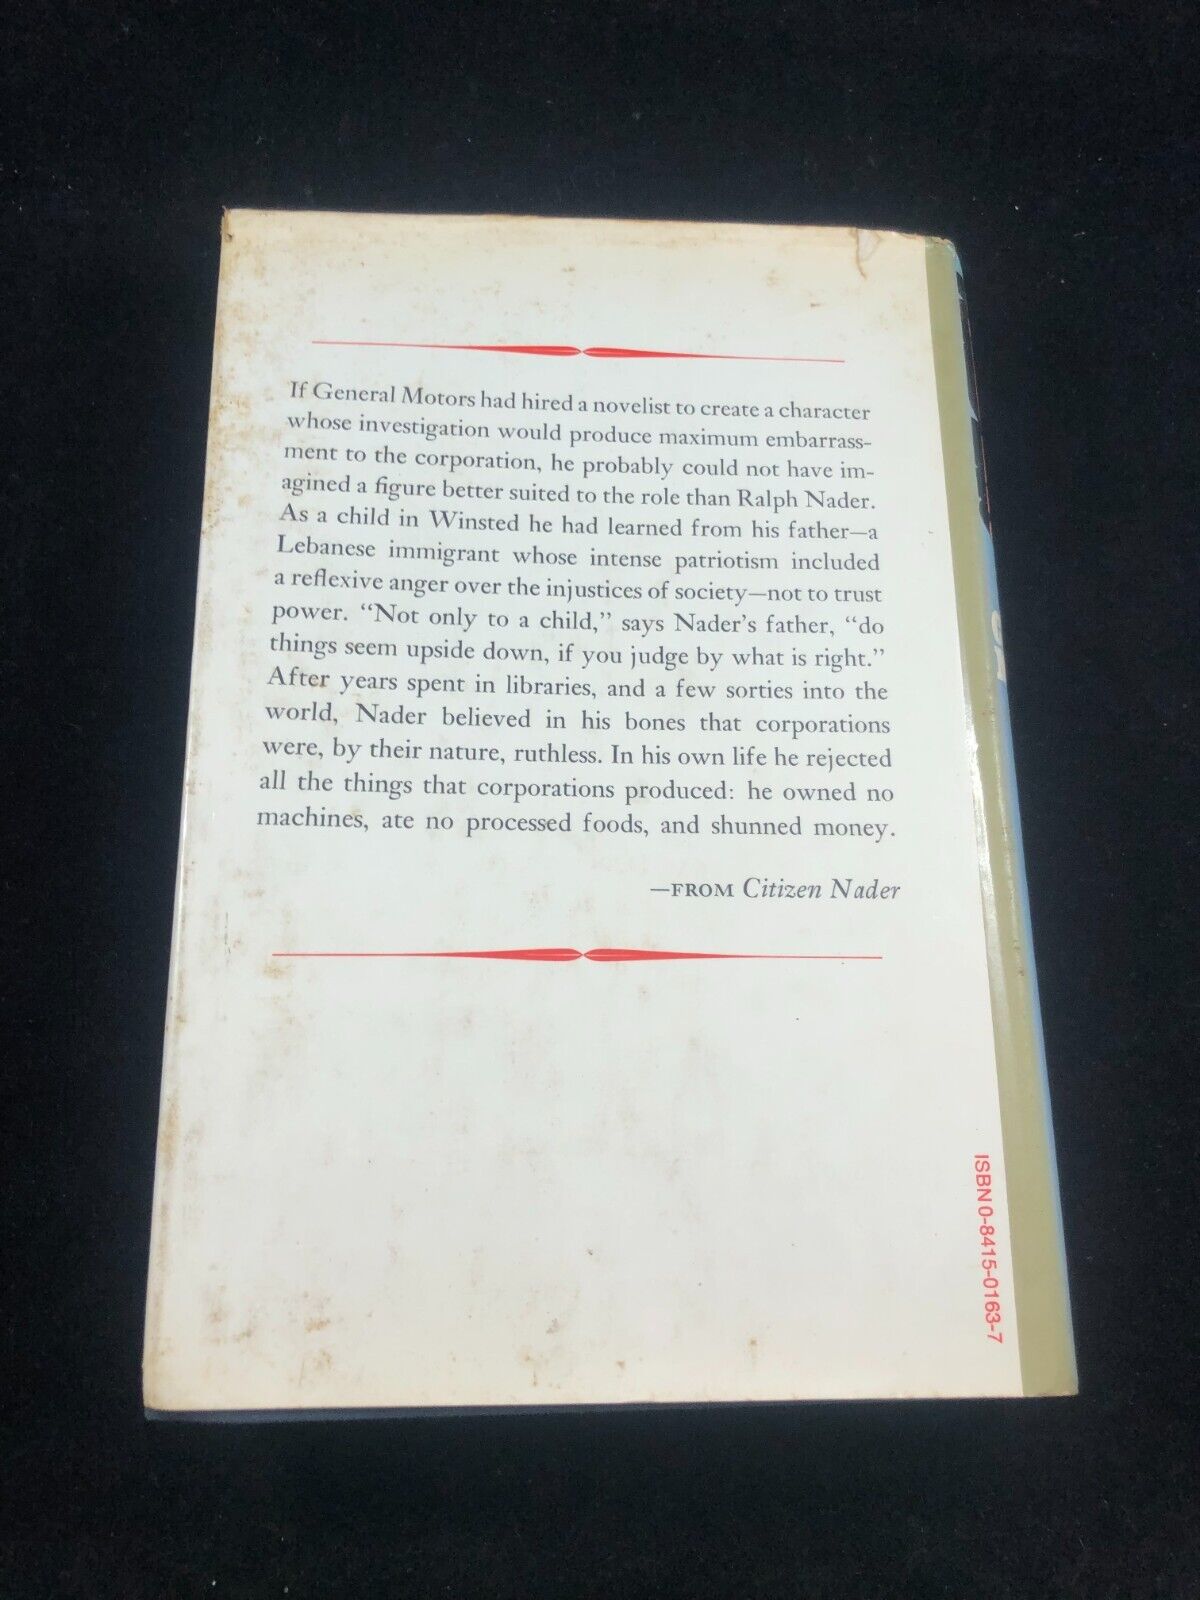 If General Motors had hired a novelist to create a character
whose investigation would produce maximum embarrass-
ment to the corporation, he probably could not have im-
agined a figure better suited to the role than Ralph Nader.
As a child in Winsted he had learned from his father—a
Lebanese immigrant whose intense patriotism included
a reflexive anger over the injustices of society—not to trust
power. “Not only to a child,” says Nader’s father, “do
things seem upside down, if you judge by what is right.”
After years spent in libraries, and a few sorties into the
world, Nader believed in his bones that corporations
were, by their nature, ruthless. In his own life he rejected
all the things that corporations produced: he owned no
machines, ate no processed foods, and shunned money.
—FROM Citizen Nader
ISBN 0-8415-0163-7